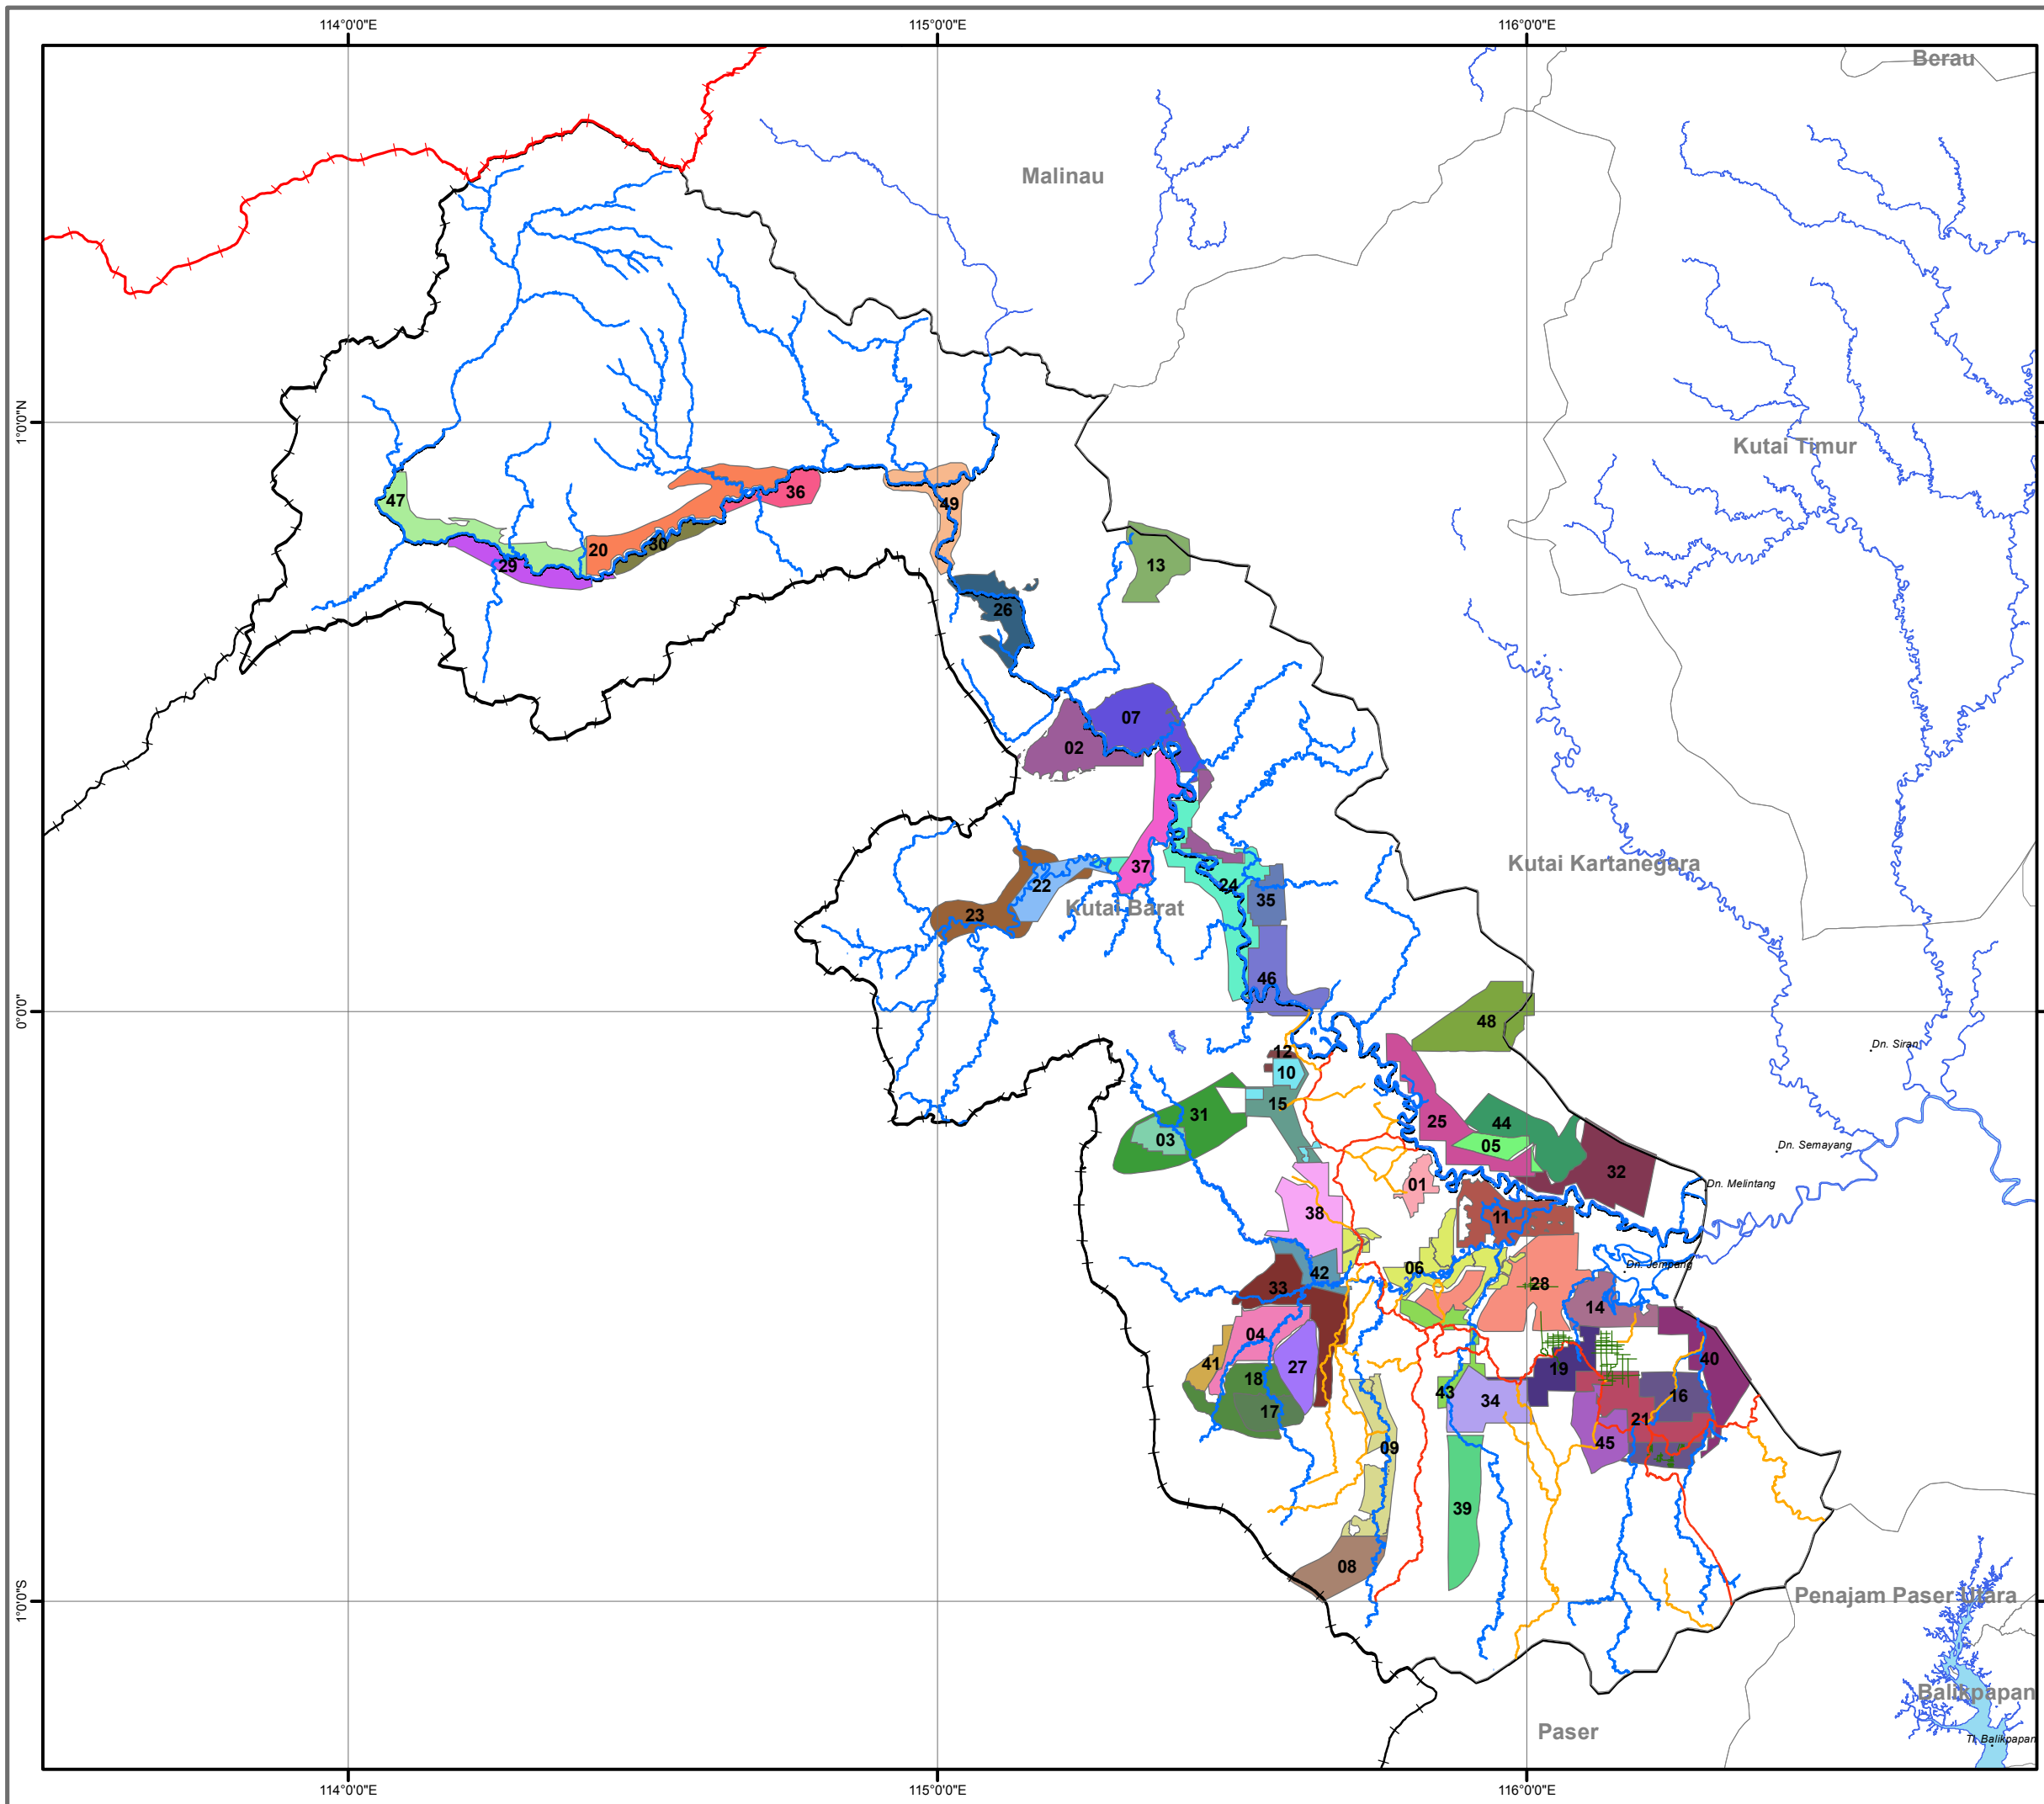 114°0'0"E
115°0'0"E
116°0'0"E
Berau
Malinau
1°0'0"N
Kutai Timur
47
36
49
20
30
29
13
26
07
02
Kutai Kartanegara
37
22
24
35
Kutai Barat
23
46
0°0'0"
48
Dn. Siran
12
10
15
31
25
44
03
05
Dn. Semayang
32
01
Dn. Melintang
38
11
06
Dn. Jempang
42
33
28
14
04
41
27
18
40
19
43
34
16
17
21
45
09
39
08
1°0'0"S
Penajam Paser Utara
Balikpapan
Paser
Tl. Balikpapan
114°0'0"E
115°0'0"E
116°0'0"E